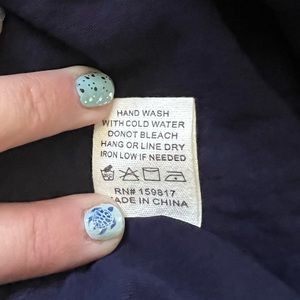 HAND WASH
WITH COLD WATER
DONOT BLEACH
HANG OR LINE DRY
IRON LOW IF NEEDED
RN# 159817
MADE IN CHINA